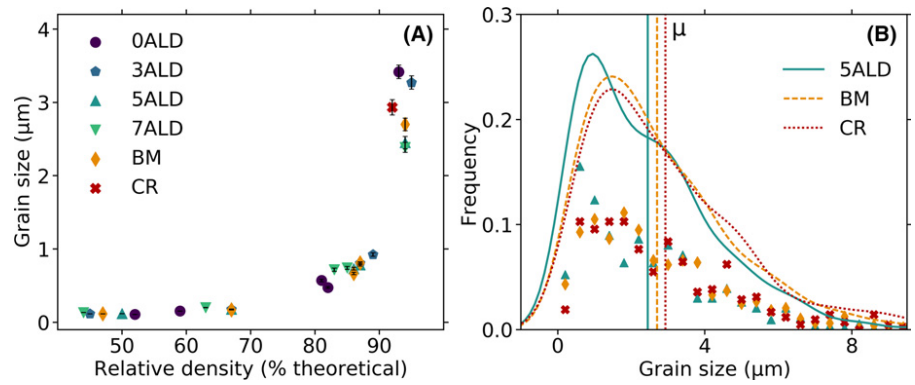 (A)
0ALD
3ALD
5ALD
7ALD
BM
CR
Grain size (μm)
4
3
2
1
0
50 60 70 80 90
Relative density (% theoretical)
(B)
μ
5ALD
BM
CR
Frequency
0.3
0.2
0.1
0.0
0 4 8
Grain size (μm)